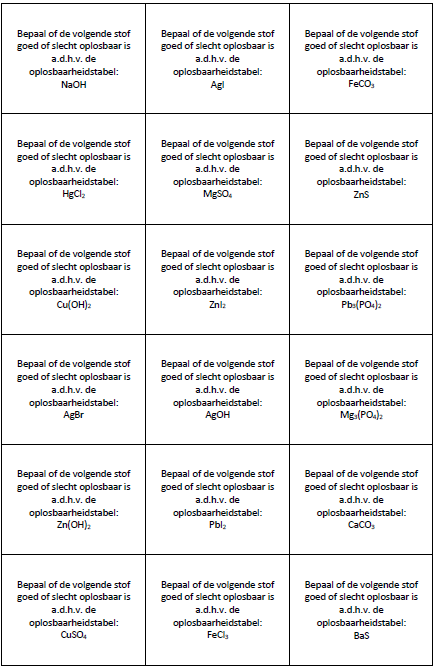 Bepaal of de volgende stof
goed of slecht oplosbaar is
a.d.h.v. de
oplosbaarheidstabel:
NaOH
Bepaal of de volgende stof
goed of slecht oplosbaar is
a.d.h.v. de
oplosbaarheidstabel:
AgI
Bepaal of de volgende stof
goed of slecht oplosbaar is
a.d.h.v. de
oplosbaarheidstabel:
FeCO₃
Bepaal of de volgende stof
goed of slecht oplosbaar is
a.d.h.v. de
oplosbaarheidstabel:
HgCl₂
Bepaal of de volgende stof
goed of slecht oplosbaar is
a.d.h.v. de
oplosbaarheidstabel:
MgSO₄
Bepaal of de volgende stof
goed of slecht oplosbaar is
a.d.h.v. de
oplosbaarheidstabel:
ZnS
Bepaal of de volgende stof
goed of slecht oplosbaar is
a.d.h.v. de
oplosbaarheidstabel:
Cu(OH)₂
Bepaal of de volgende stof
goed of slecht oplosbaar is
a.d.h.v. de
oplosbaarheidstabel:
ZnI₂
Bepaal of de volgende stof
goed of slecht oplosbaar is
a.d.h.v. de
oplosbaarheidstabel:
Pb₃(PO₄)₂
Bepaal of de volgende stof
goed of slecht oplosbaar is
a.d.h.v. de
oplosbaarheidstabel:
AgBr
Bepaal of de volgende stof
goed of slecht oplosbaar is
a.d.h.v. de
oplosbaarheidstabel:
AgOH
Bepaal of de volgende stof
goed of slecht oplosbaar is
a.d.h.v. de
oplosbaarheidstabel:
Mg₃(PO₄)₂
Bepaal of de volgende stof
goed of slecht oplosbaar is
a.d.h.v. de
oplosbaarheidstabel:
Zn(OH)₂
Bepaal of de volgende stof
goed of slecht oplosbaar is
a.d.h.v. de
oplosbaarheidstabel:
PbI₂
Bepaal of de volgende stof
goed of slecht oplosbaar is
a.d.h.v. de
oplosbaarheidstabel:
CaCO₃
Bepaal of de volgende stof
goed of slecht oplosbaar is
a.d.h.v. de
oplosbaarheidstabel:
CuSO₄
Bepaal of de volgende stof
goed of slecht oplosbaar is
a.d.h.v. de
oplosbaarheidstabel:
FeCl₃
Bepaal of de volgende stof
goed of slecht oplosbaar is
a.d.h.v. de
oplosbaarheidstabel:
BaS